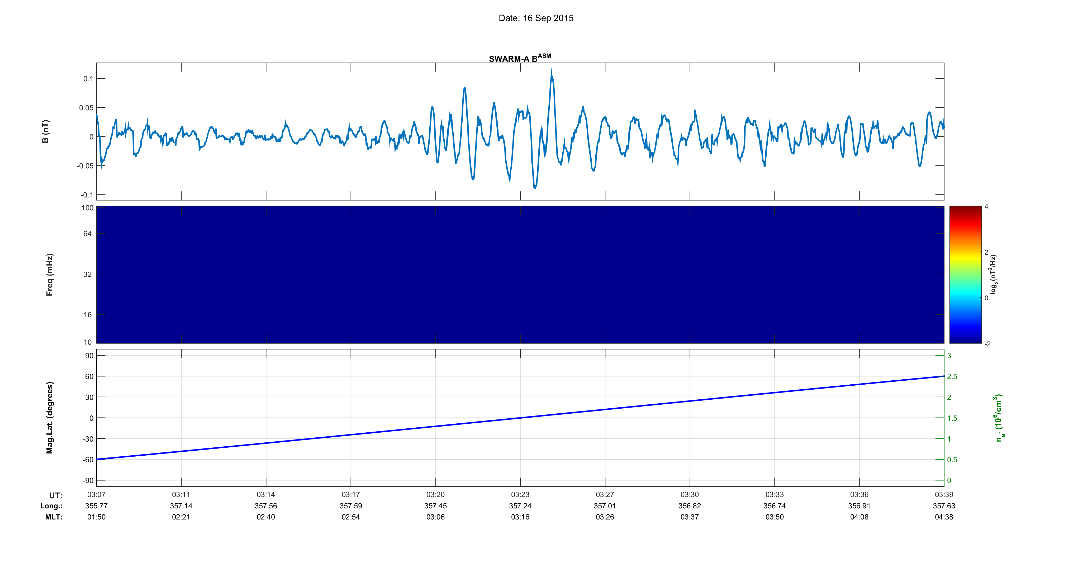 Date: 16 Sep 2015
SWARM-A B^ASM
0.1
0.05
0
-0.05
-0.1
B (nT)
100
64
32
16
10
Freq (mHz)
4
2
0
-2
log₂(nT²/Hz)
90
60
30
0
-30
-60
-90
Mag.Lat. (degrees)
3
2.5
2
1.5
1
0.5
0
nₑ- (10⁶/cm³)
UT: 03:07 03:11 03:14 03:17 03:20 03:23 03:27 03:30 03:33 03:36 03:39
Long.: 355.77 357.14 357.56 357.59 357.45 357.24 357.01 356.82 356.74 356.91 357.63
MLT: 01:50 02:21 02:40 02:54 03:06 03:16 03:26 03:37 03:50 04:08 04:38